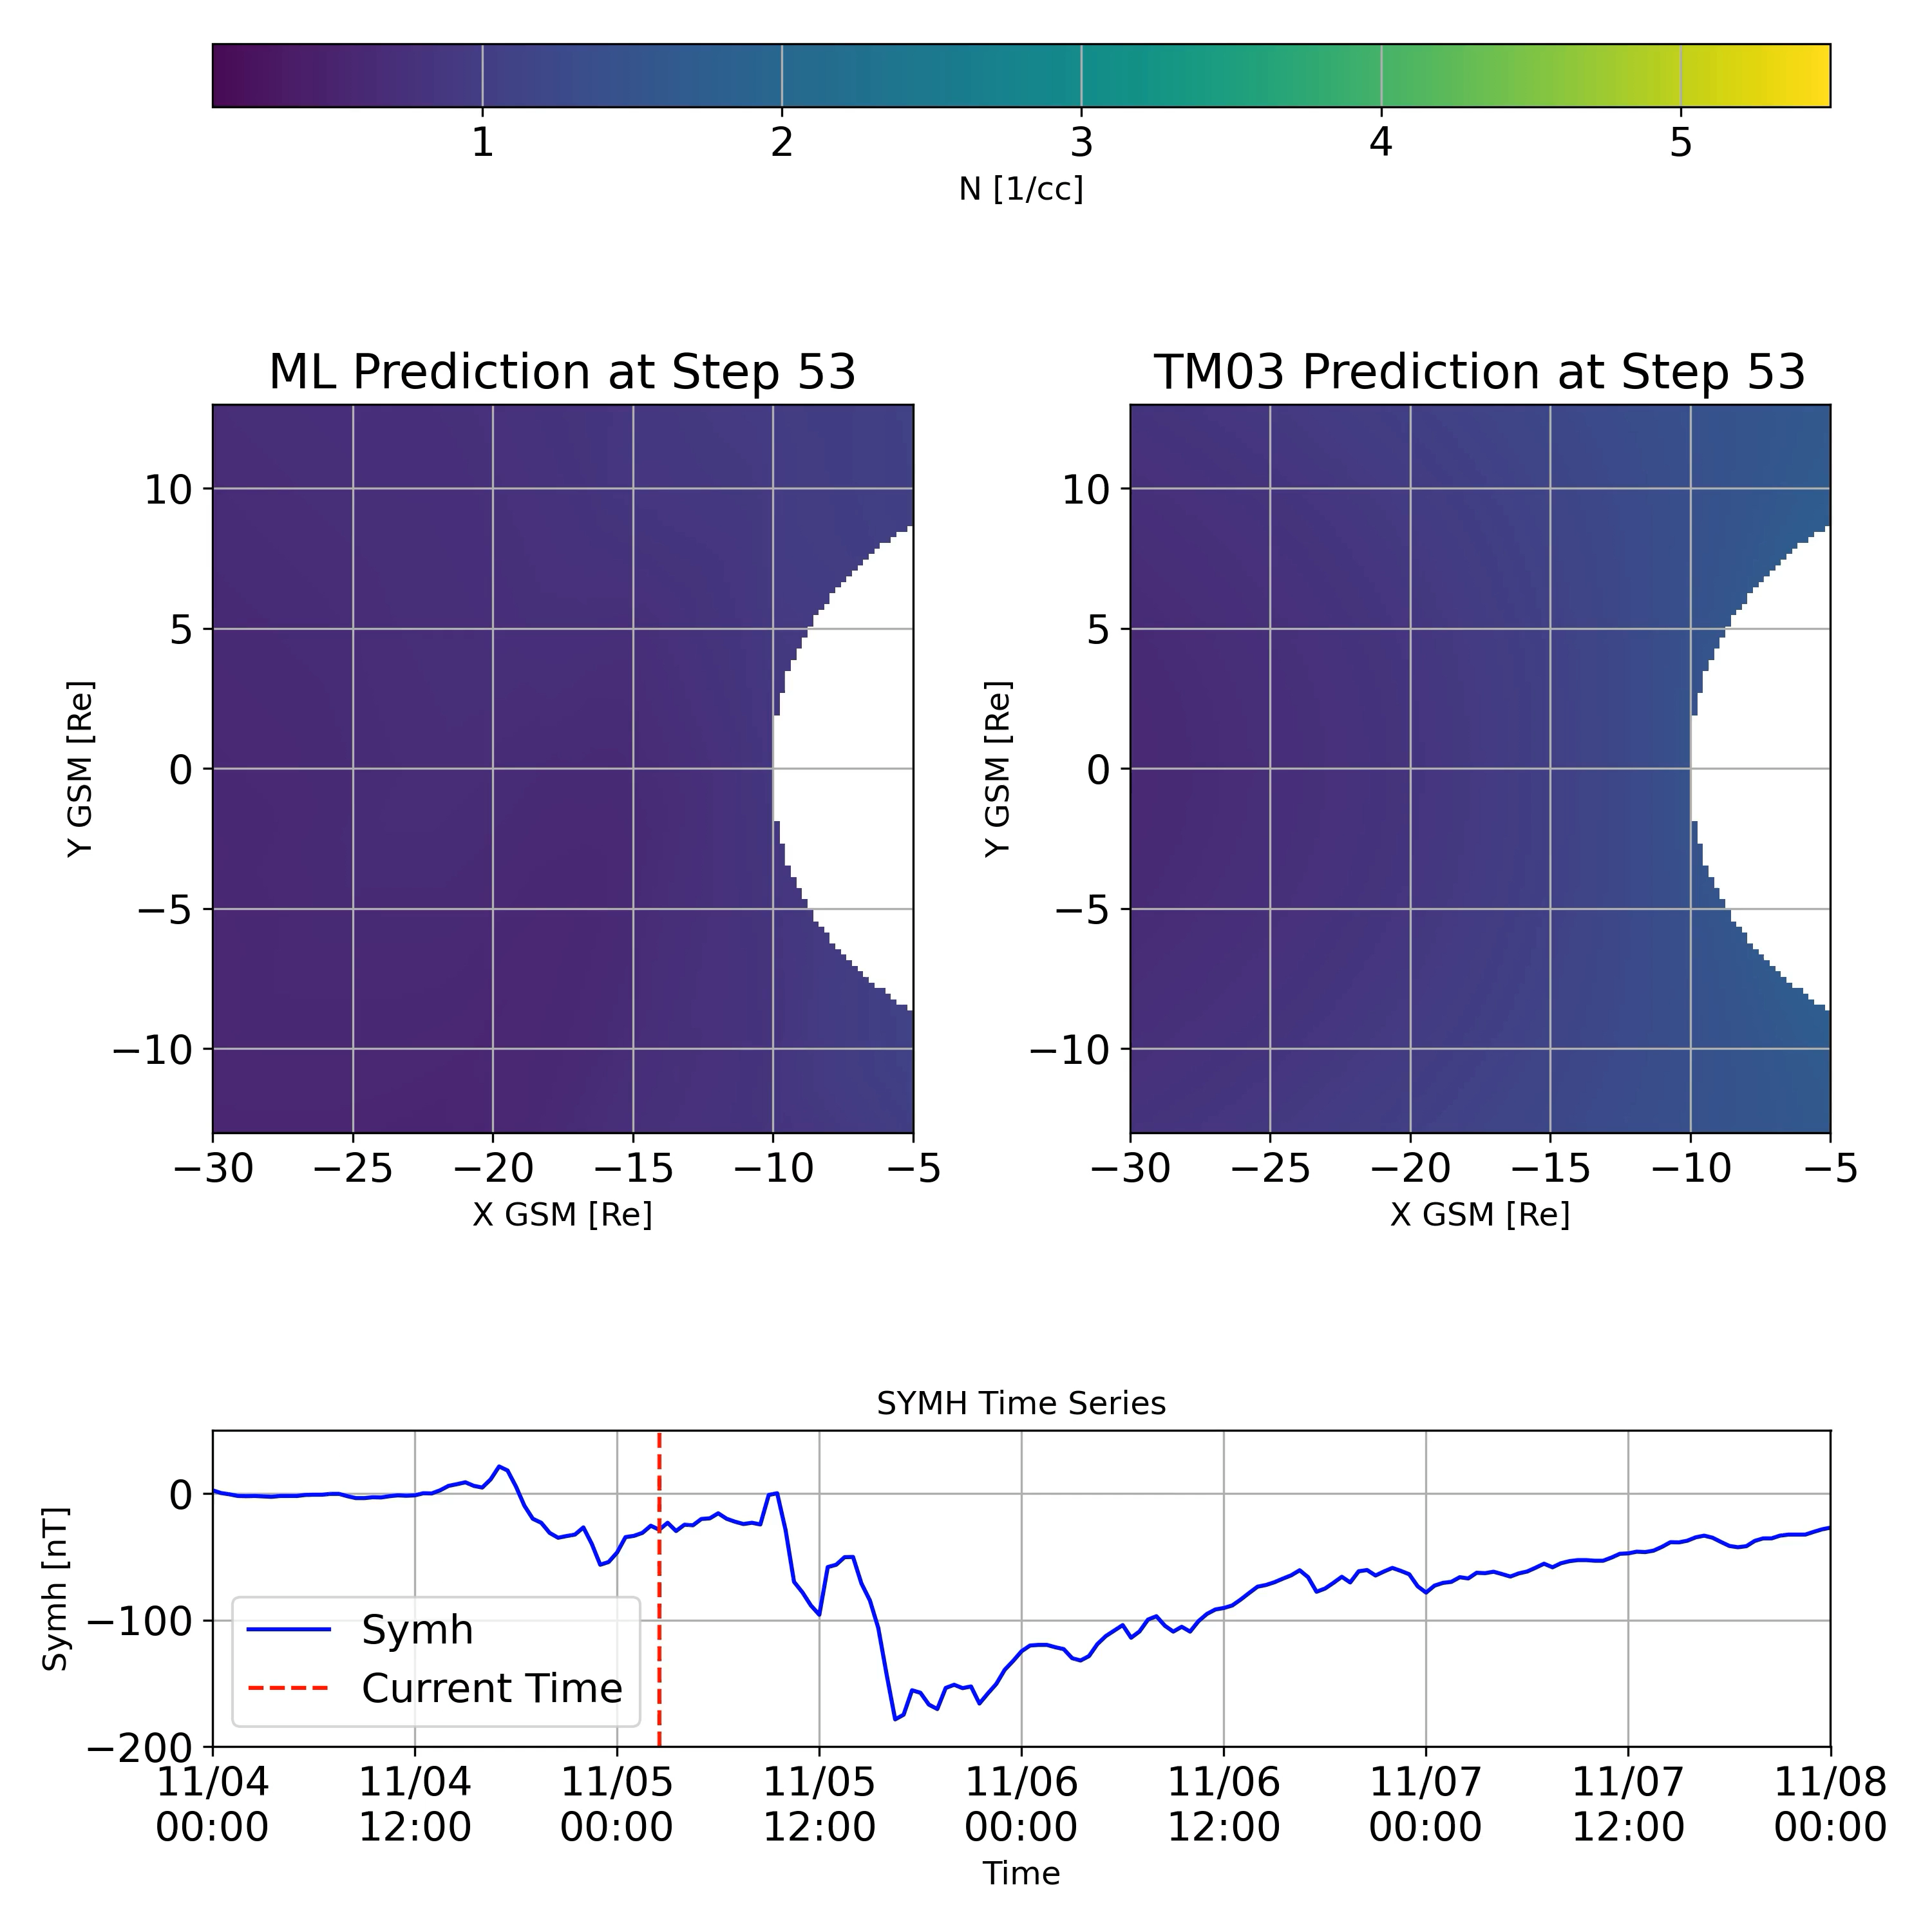 1 2 3 4 5
N [1/cc]
ML Prediction at Step 53
10
5
0
−5
−10
Y GSM [Re]
−30 −25 −20 −15 −10 −5
X GSM [Re]
TM03 Prediction at Step 53
10
5
0
−5
−10
Y GSM [Re]
−30 −25 −20 −15 −10 −5
X GSM [Re]
SYMH Time Series
0
−100
−200
Symh [nT]
Symh
Current Time
11/04 11/04 11/05 11/05 11/06 11/06 11/07 11/07 11/08
00:00 12:00 00:00 12:00 00:00 12:00 00:00 12:00 00:00
Time